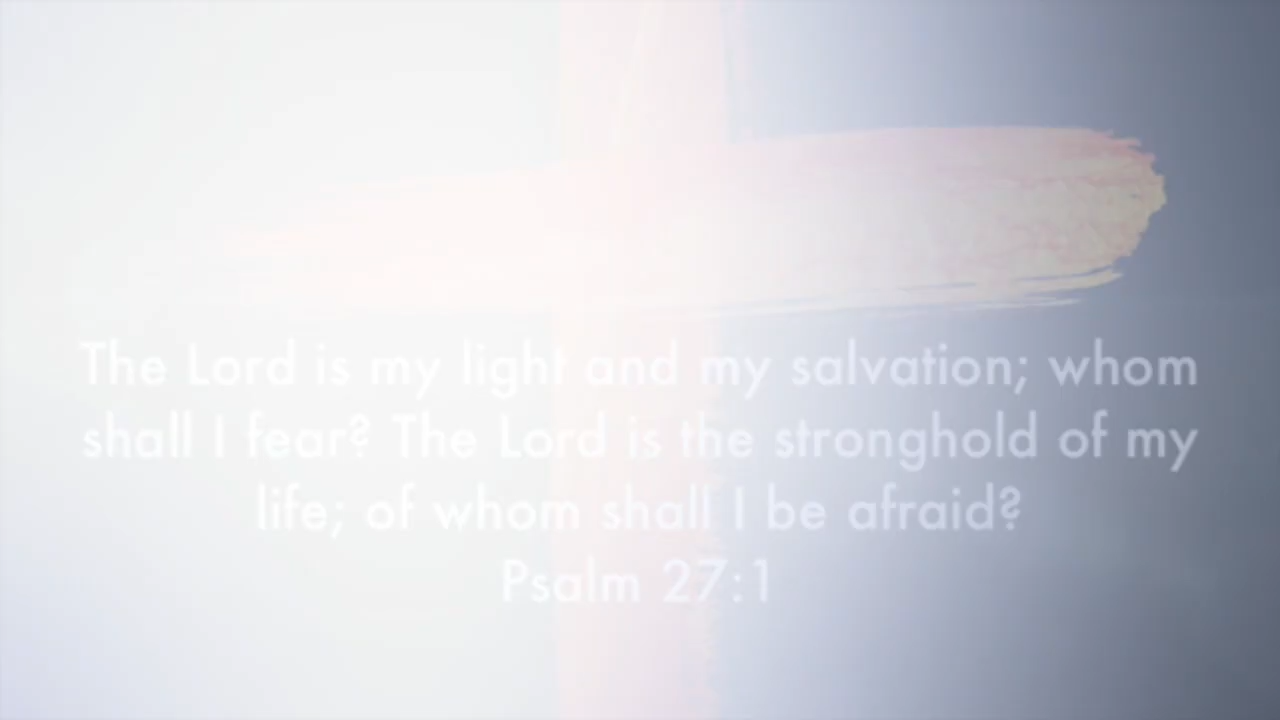 The Lord is my light and my salvation; whom
shall I fear? The Lord is the stronghold of my
life; of whom shall I be afraid?
Psalm 27:1